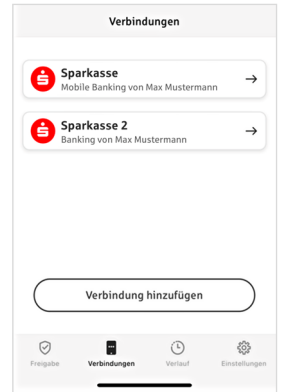 Verbindungen
Sparkasse
Mobile Banking von Max Mustermann
Sparkasse 2
Banking von Max Mustermann
Verbindung hinzufügen
Freigabe Verbindungen Verlauf Einstellungen